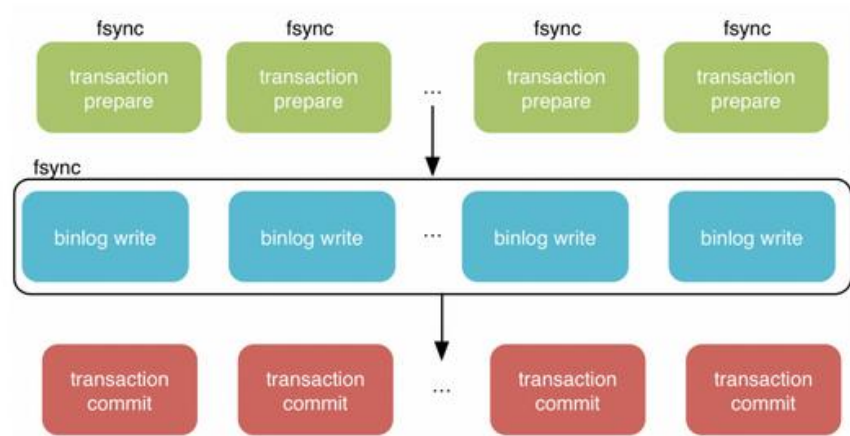 fsync fsync fsync fsync
transaction prepare
transaction prepare
...
transaction prepare
transaction prepare
fsync
binlog write
binlog write
...
binlog write
binlog write
transaction commit
transaction commit
...
transaction commit
transaction commit